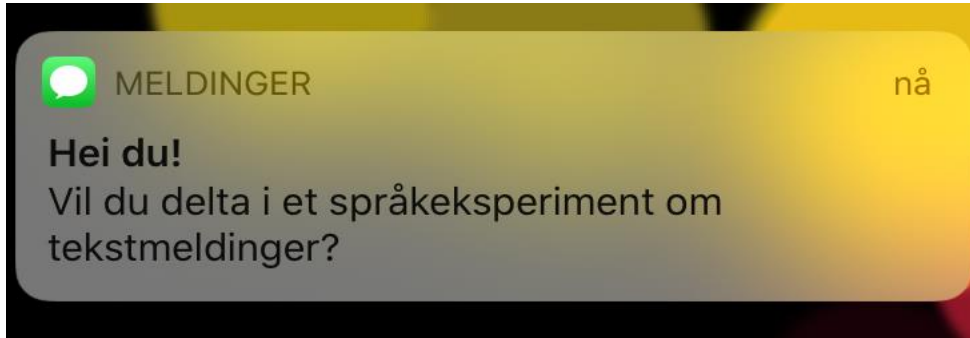 MELDINGER nå
Hei du!
Vil du delta i et språkeksperiment om
tekstmeldinger?